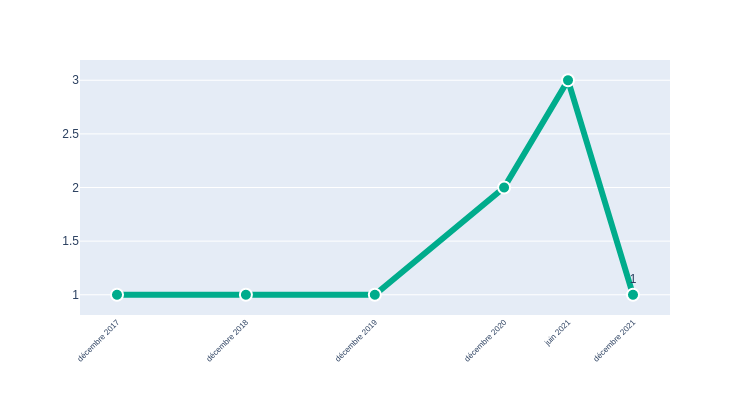 3
2.5
2
1.5
1
1
décembre 2017
décembre 2018
décembre 2019
décembre 2020
juin 2021
décembre 2021